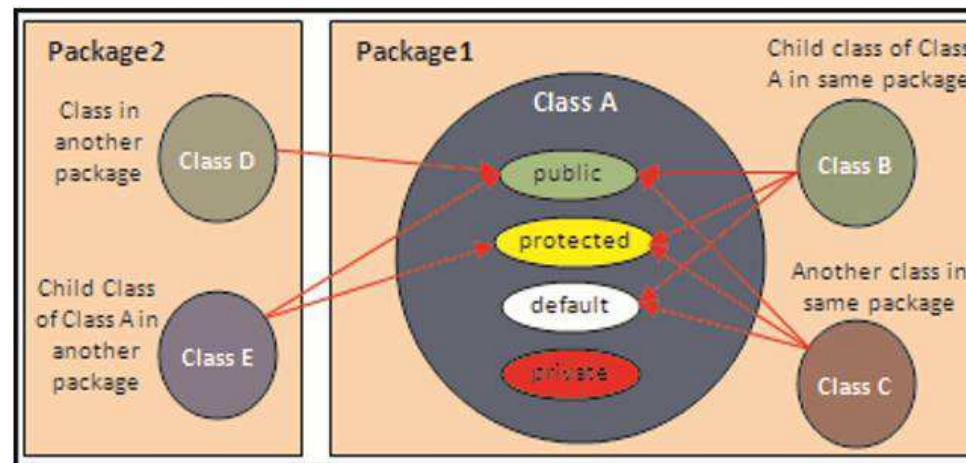 Package2
Class in
another
package
Class D
Child Class
of Class A in
another
package
Class E
Package1
Class A
public
protected
default
private
Child class of Class
A in same package
Class B
Another class in
same package
Class C